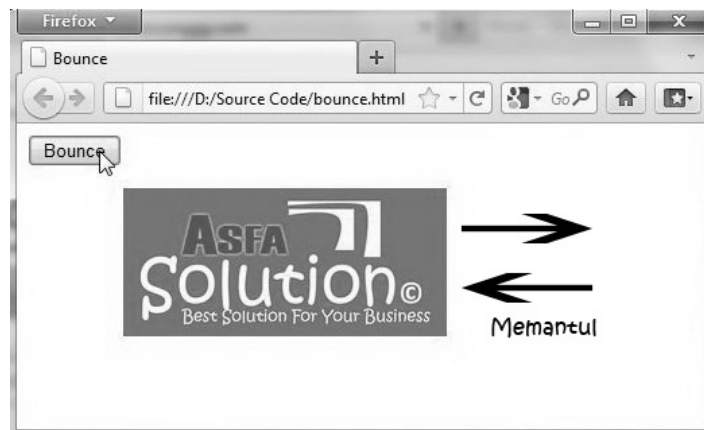 Firefox
Bounce
file:///D:/Source Code/bounce.html
Go
Bounce
ASFA
Solution©
Best Solution For Your Business
Memantul